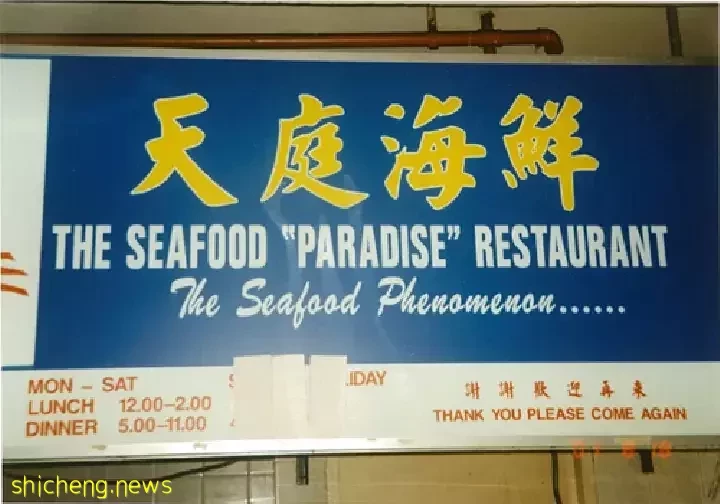 天庭海鮮
THE SEAFOOD "PARADISE" RESTAURANT
The Seafood Phenomenon......
MON – SAT
LUNCH 12.00–2.00
DINNER 5.00–11.00
謝謝歡迎再來
THANK YOU PLEASE COME AGAIN
shicheng.news